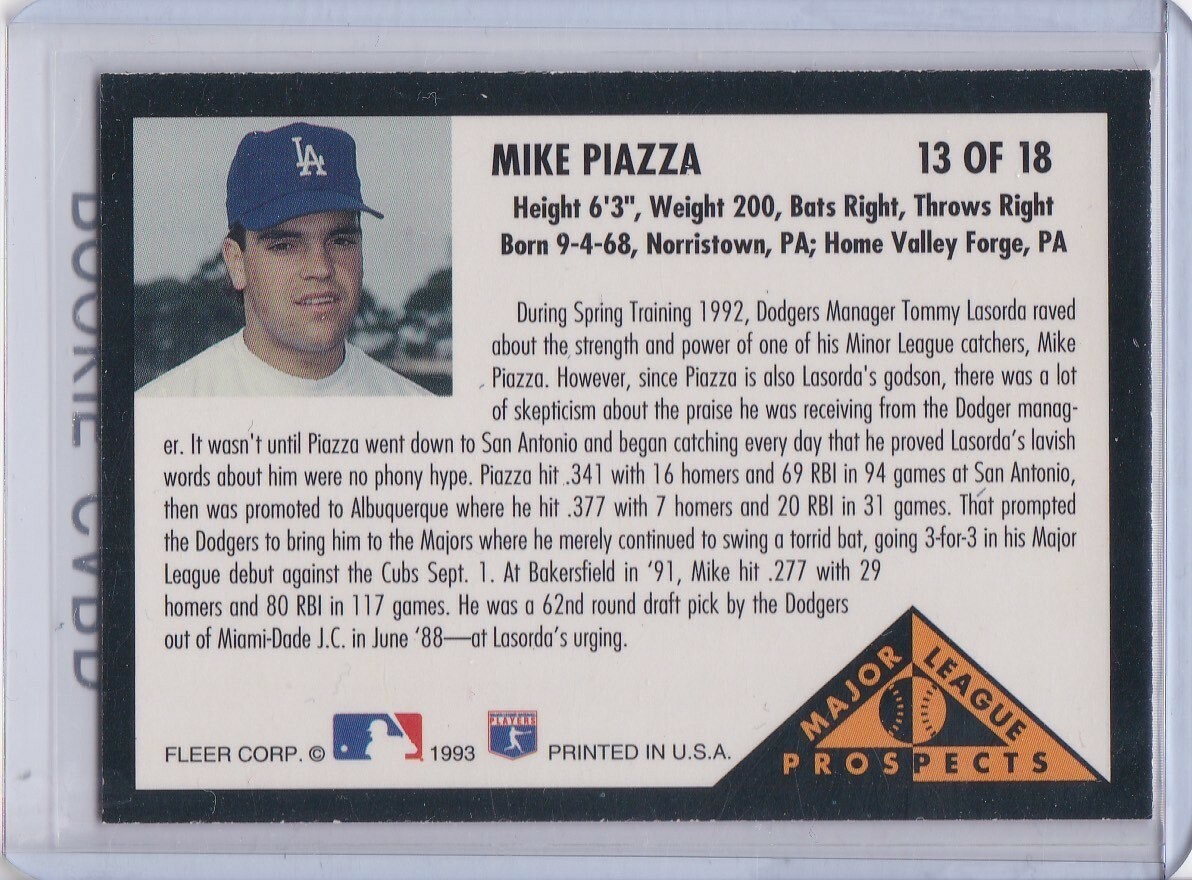 LA
MIKE PIAZZA 13 OF 18
Height 6'3", Weight 200, Bats Right, Throws Right
Born 9-4-68, Norristown, PA; Home Valley Forge, PA
During Spring Training 1992, Dodgers Manager Tommy Lasorda raved
about the strength and power of one of his Minor League catchers, Mike
Piazza. However, since Piazza is also Lasorda's godson, there was a lot
of skepticism about the praise he was receiving from the Dodger manag-
er. It wasn't until Piazza went down to San Antonio and began catching every day that he proved Lasorda's lavish
words about him were no phony hype. Piazza hit .341 with 16 homers and 69 RBI in 94 games at San Antonio,
then was promoted to Albuquerque where he hit .377 with 7 homers and 20 RBI in 31 games. That prompted
the Dodgers to bring him to the Majors where he merely continued to swing a torrid bat, going 3-for-3 in his Major
League debut against the Cubs Sept. 1. At Bakersfield in '91, Mike hit .277 with 29
homers and 80 RBI in 117 games. He was a 62nd round draft pick by the Dodgers
out of Miami-Dade J.C. in June '88—at Lasorda's urging.
MAJOR LEAGUE
PROSPECTS
FLEER CORP. © 1993 PLAYERS PRINTED IN U.S.A.
ROOKIE CARD